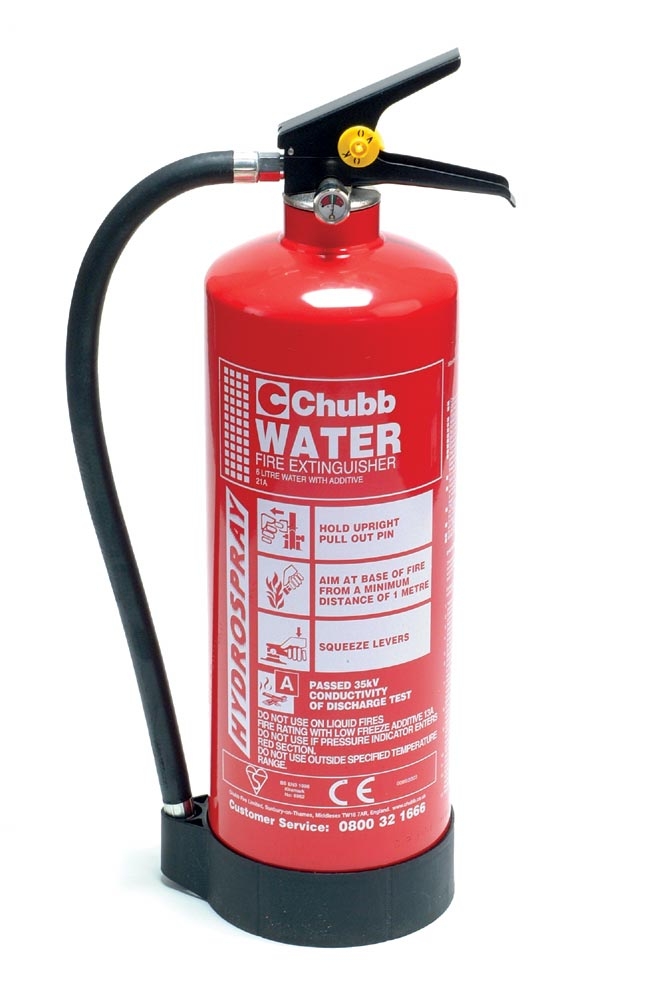 Chubb
WATER
FIRE EXTINGUISHER
6 LITRE WATER WITH ADDITIVE
21A
HYDROSPRAY
HOLD UPRIGHT
PULL OUT PIN
AIM AT BASE OF FIRE
FROM A MINIMUM
DISTANCE OF 1 METRE
SQUEEZE LEVERS
A
PASSED 35kV
CONDUCTIVITY
OF DISCHARGE TEST
DO NOT USE ON LIQUID FIRES
FIRE RATING WITH LOW FREEZE ADDITIVE 13A
DO NOT USE IF PRESSURE INDICATOR ENTERS
RED SECTION.
DO NOT USE OUTSIDE SPECIFIED TEMPERATURE
RANGE.
BS EN3 1996
Kitemark
CE
Chubb Fire Limited, Sunbury-on-Thames, Middlesex TW16 7AR, England. www.chubb.co.uk
Customer Service: 0800 32 1666